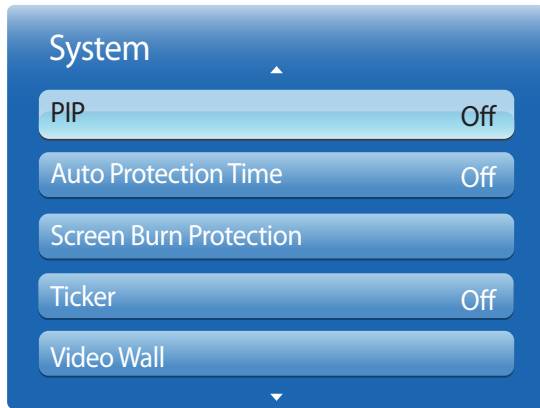 System
PIP Off
Auto Protection Time Off
Screen Burn Protection
Ticker Off
Video Wall